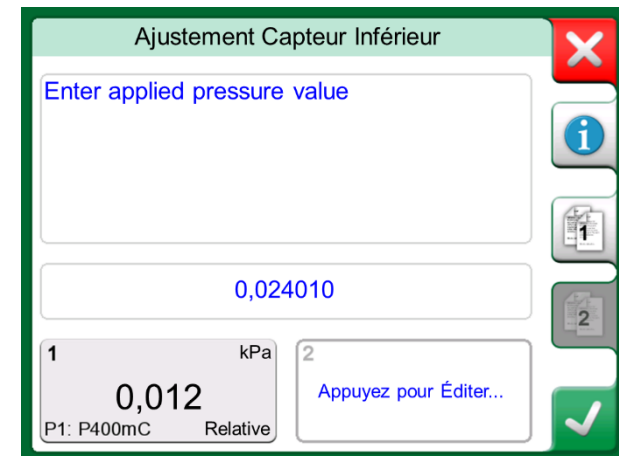 Ajustement Capteur Inférieur
Enter applied pressure value
0,024010
1 kPa
0,012
P1: P400mC Relative
2
Appuyez pour Éditer...
i
1
2